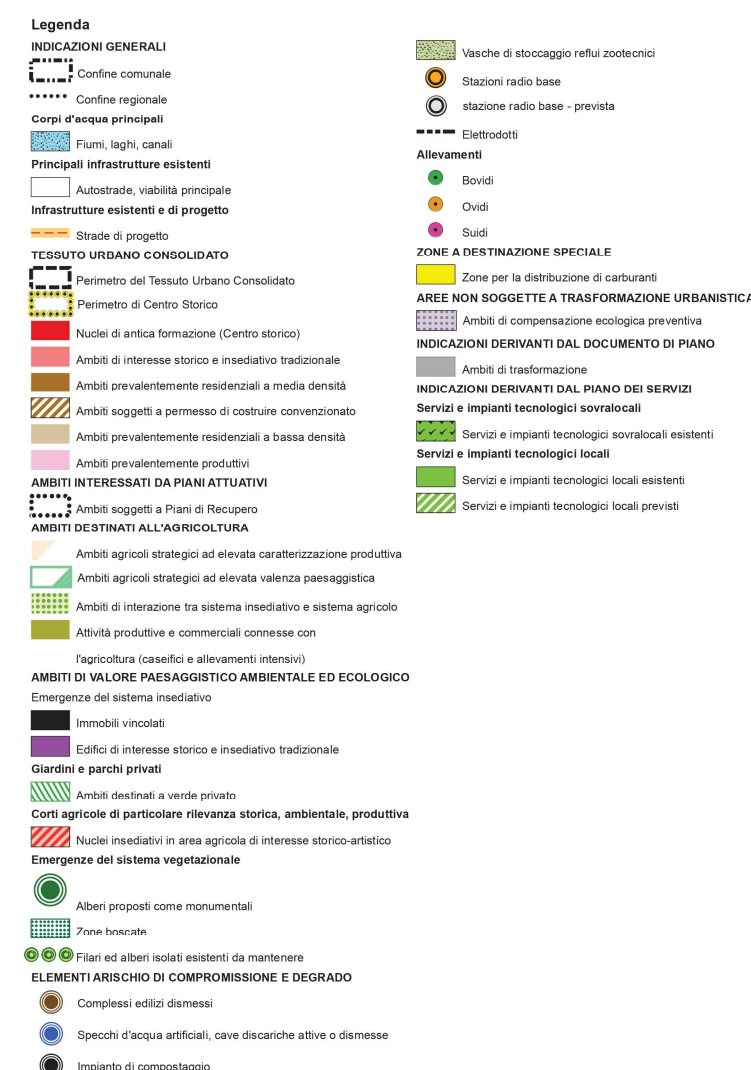 Legenda
INDICAZIONI GENERALI
Confine comunale
Confine regionale
Corpi d'acqua principali
Fiumi, laghi, canali
Principali infrastrutture esistenti
Autostrade, viabilità principale
Infrastrutture esistenti e di progetto
Strade di progetto
TESSUTO URBANO CONSOLIDATO
Perimetro del Tessuto Urbano Consolidato
Perimetro di Centro Storico
Nuclei di antica formazione (Centro storico)
Ambiti di interesse storico e insediativo tradizionale
Ambiti prevalentemente residenziali a media densità
Ambiti soggetti a permesso di costruire convenzionato
Ambiti prevalentemente residenziali a bassa densità
Ambiti prevalentemente produttivi
AMBITI INTERESSATI DA PIANI ATTUATIVI
Ambiti soggetti a Piani di Recupero
AMBITI DESTINATI ALL'AGRICOLTURA
Ambiti agricoli strategici ad elevata caratterizzazione produttiva
Ambiti agricoli strategici ad elevata valenza paesaggistica
Ambiti di interazione tra sistema insediativo e sistema agricolo
Attività produttive e commerciali connesse con
l'agricoltura (caseifici e allevamenti intensivi)
AMBITI DI VALORE PAESAGGISTICO AMBIENTALE ED ECOLOGICO
Emergenze del sistema insediativo
Immobili vincolati
Edifici di interesse storico e insediativo tradizionale
Giardini e parchi privati
Ambiti destinati a verde privato
Corti agricole di particolare rilevanza storica, ambientale, produttiva
Nuclei insediativi in area agricola di interesse storico-artistico
Emergenze del sistema vegetazionale
Alberi proposti come monumentali
Zone boscate
Filari ed alberi isolati esistenti da mantenere
ELEMENTI ARISCHIO DI COMPROMISSIONE E DEGRADO
Complessi edilizi dismessi
Specchi d'acqua artificiali, cave discariche attive o dismesse
Impianto di compostaggio
Vasche di stoccaggio reflui zootecnici
Stazioni radio base
stazione radio base - prevista
Elettrodotti
Allevamenti
Bovidi
Ovidi
Suidi
ZONE A DESTINAZIONE SPECIALE
Zone per la distribuzione di carburanti
AREE NON SOGGETTE A TRASFORMAZIONE URBANISTICA
Ambiti di compensazione ecologica preventiva
INDICAZIONI DERIVANTI DAL DOCUMENTO DI PIANO
Ambiti di trasformazione
INDICAZIONI DERIVANTI DAL PIANO DEI SERVIZI
Servizi e impianti tecnologici sovralocali
Servizi e impianti tecnologici sovralocali esistenti
Servizi e impianti tecnologici locali
Servizi e impianti tecnologici locali esistenti
Servizi e impianti tecnologici locali previsti